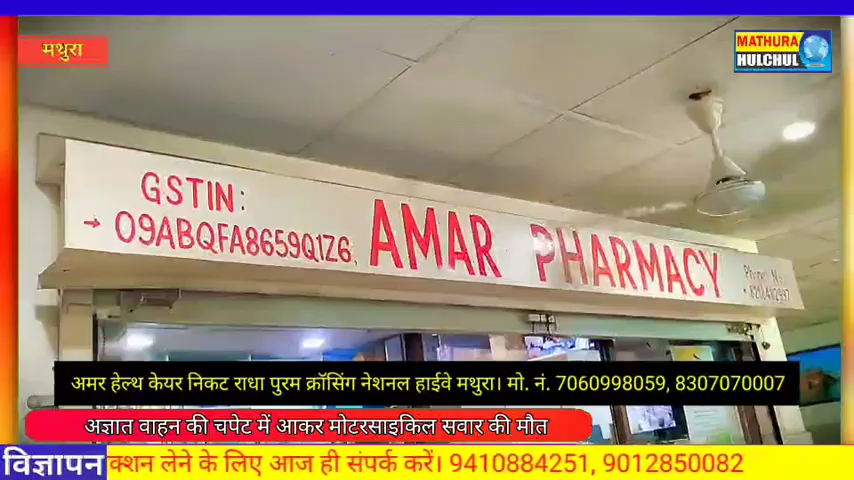 मथुरा
MATHURA
HULCHUL
GSTIN:
→ 09ABQFA8659Q1Z6,
AMAR PHARMACY
अमर हेल्थ केयर निकट राधा पुरम क्रॉसिंग नेशनल हाईवे मथुरा। मो. नं. 7060998059, 8307070007
अज्ञात वाहन की चपेट में आकर मोटरसाइकिल सवार की मौत
विज्ञापन क्शन लेने के लिए आज ही संपर्क करें। 9410884251, 9012850082